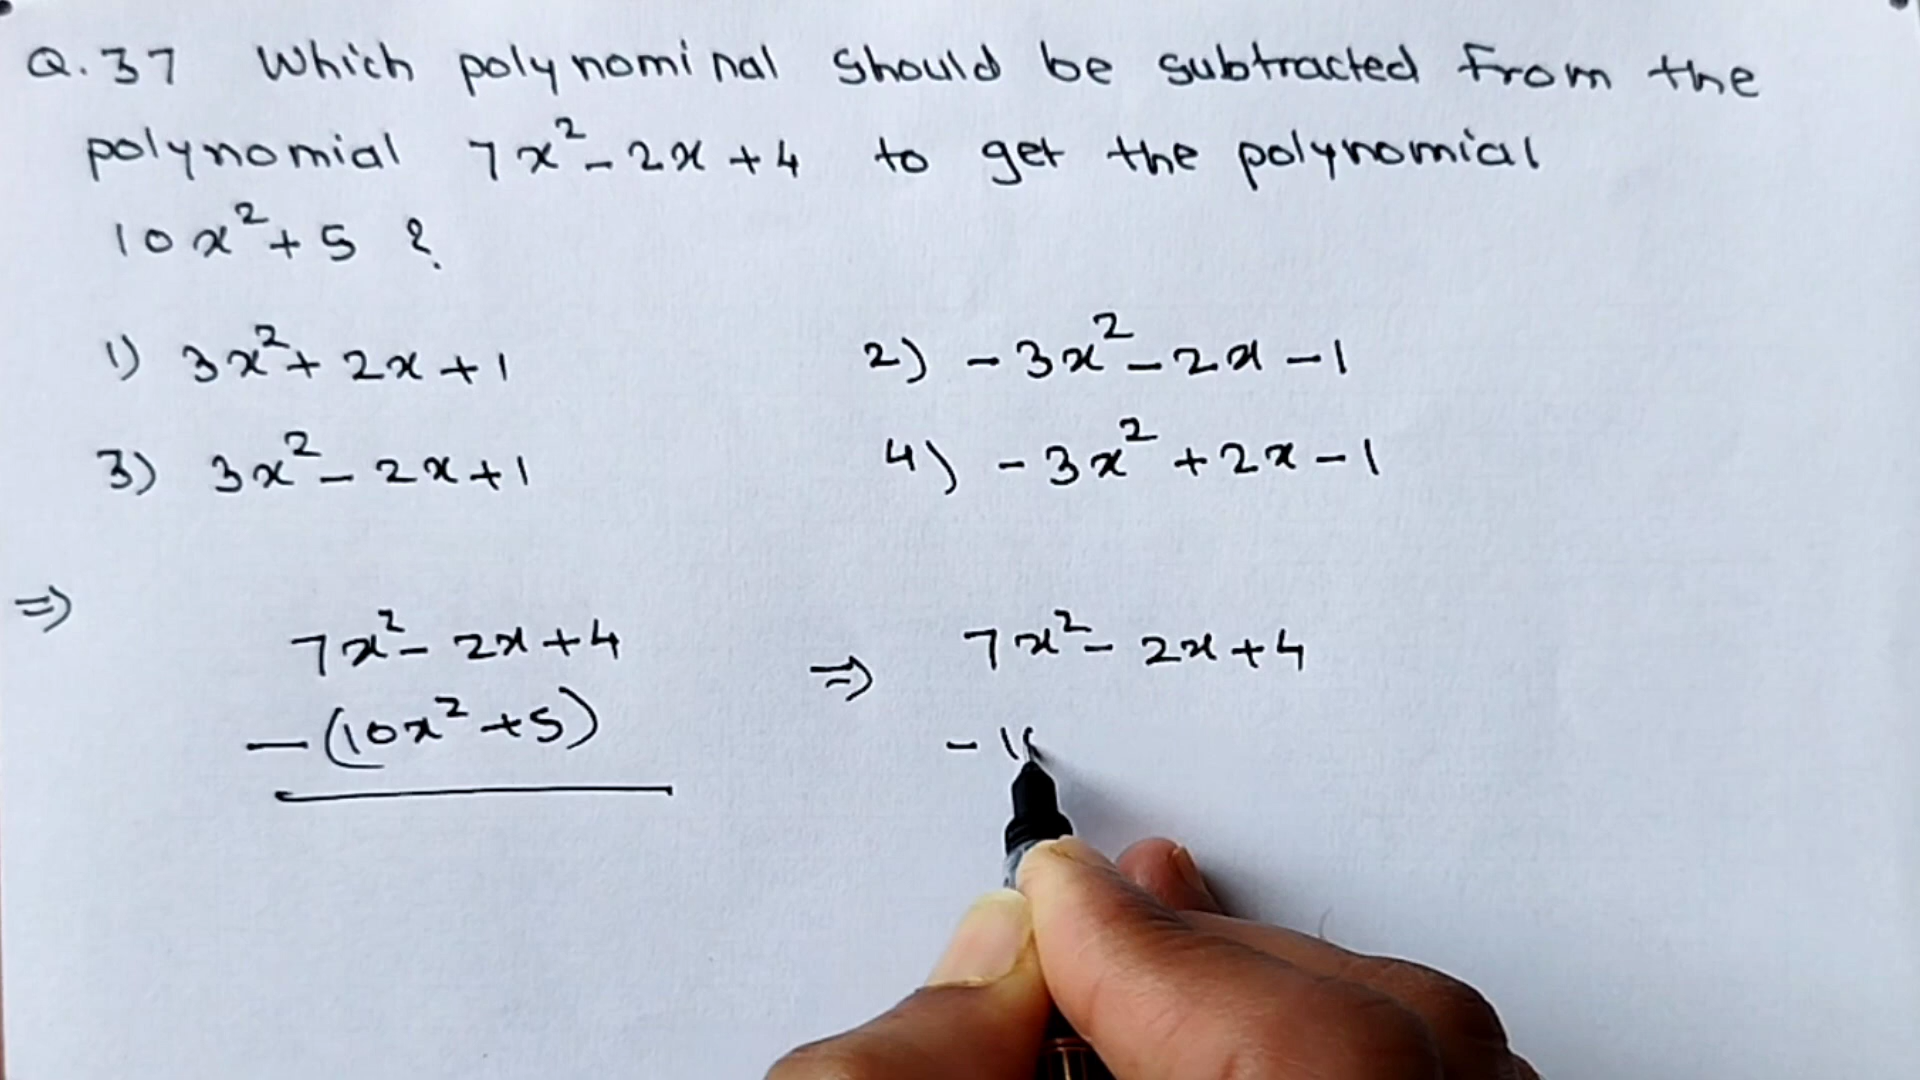 Q.37 Which polynominal should be subtracted from the
polynomial 7x² - 2x + 4 to get the polynomial
10x² + 5 ?
1) 3x² + 2x + 1
2) - 3x² - 2x - 1
3) 3x² - 2x + 1
4) - 3x² + 2x - 1
⇒
7x² - 2x + 4
- (10x² + 5)
⇒ 7x² - 2x + 4
- 1